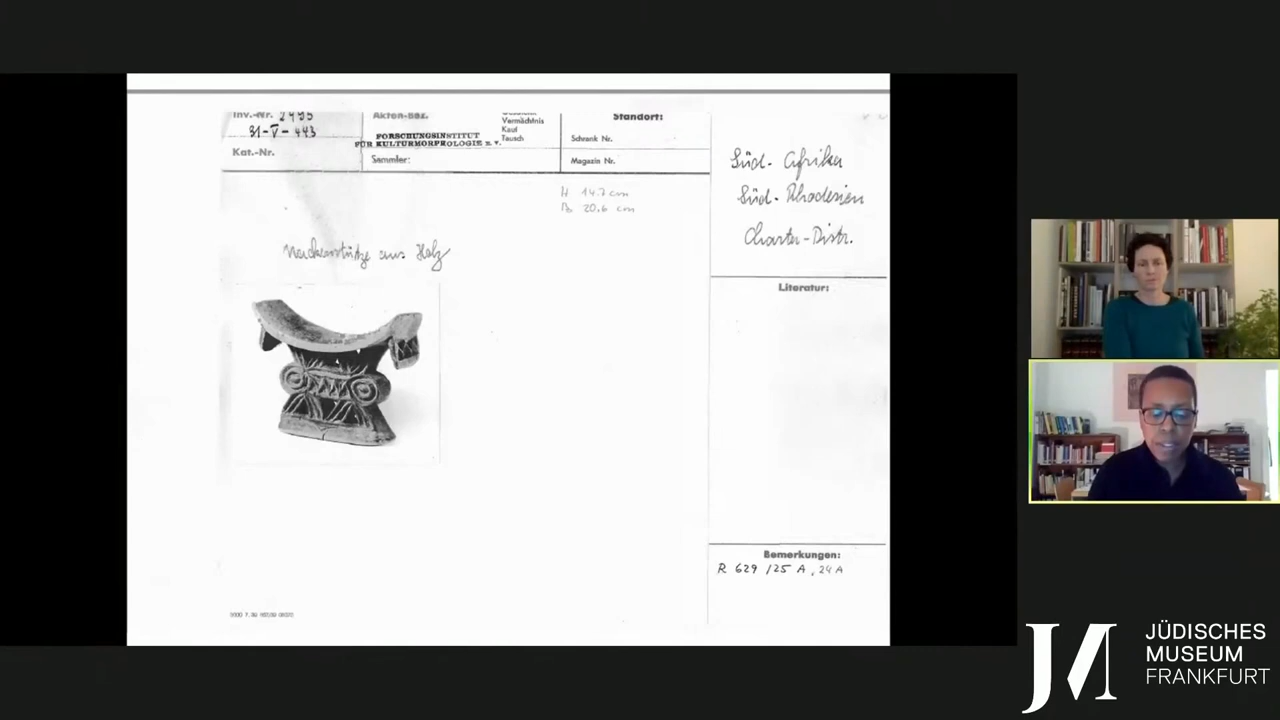 Inv.-Nr. 2495
31-V-443
Kat.-Nr.
Akten-Bez.
FORSCHUNGSINSTITUT
FÜR KULTURMORPHOLOGIE e. V.
Sammler:
Vermächtnis
Kauf
Tausch
Standort:
Schrank Nr.
Magazin Nr.
H 14.7 cm
B 20.6 cm
Nackenstütze aus Holz
Süd-Afrika
Süd-Rhodesien
Charter-Distr.
Literatur:
Bemerkungen:
R 629 /25 A, 24 A
JM
JÜDISCHES
MUSEUM
FRANKFURT